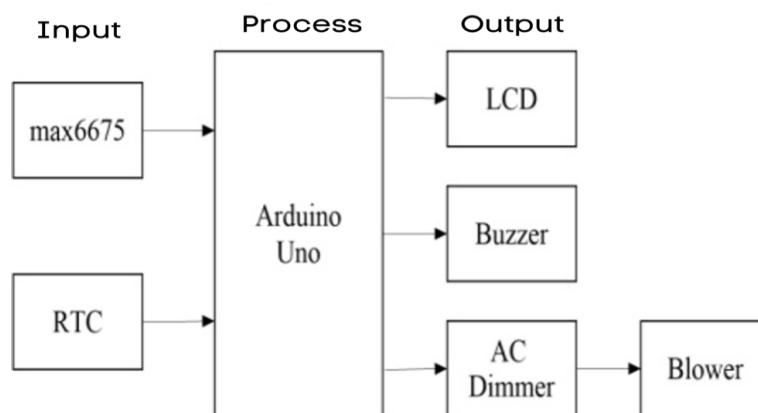 Input
Process
Output
max6675
RTC
Arduino
Uno
LCD
Buzzer
AC
Dimmer
Blower